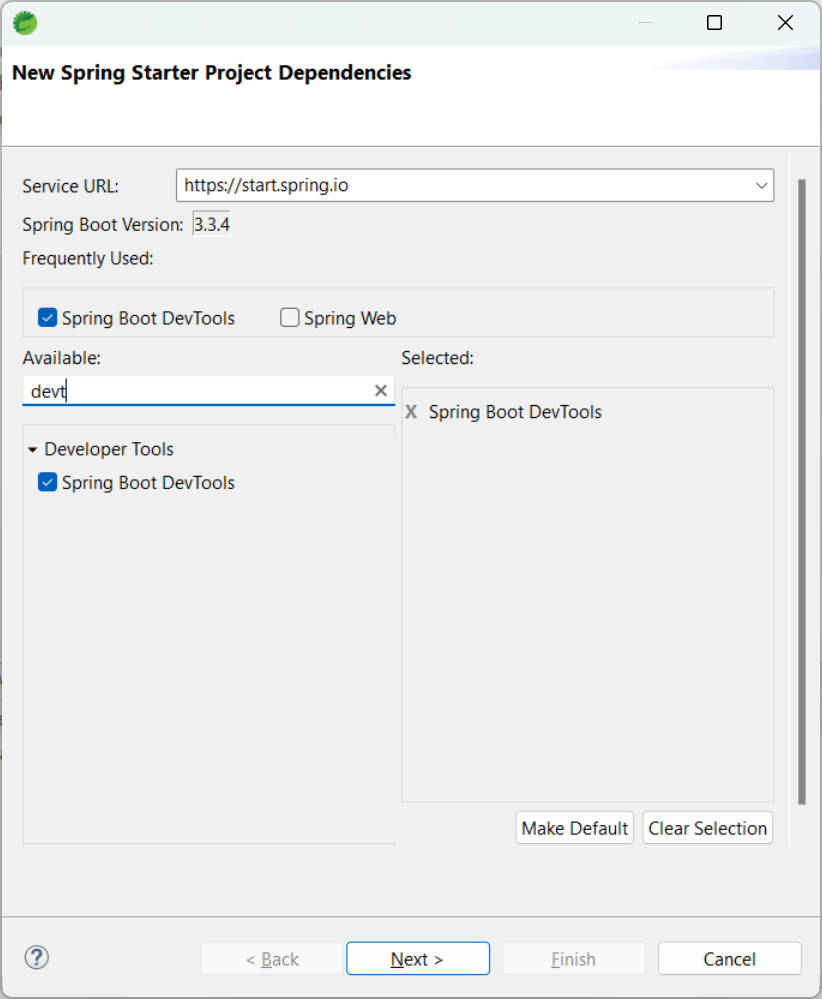 New Spring Starter Project Dependencies
Service URL: https://start.spring.io
Spring Boot Version: 3.3.4
Frequently Used:
Spring Boot DevTools Spring Web
Available: Selected:
devt
X Spring Boot DevTools
Developer Tools
Spring Boot DevTools
Make Default Clear Selection
? < Back Next > Finish Cancel